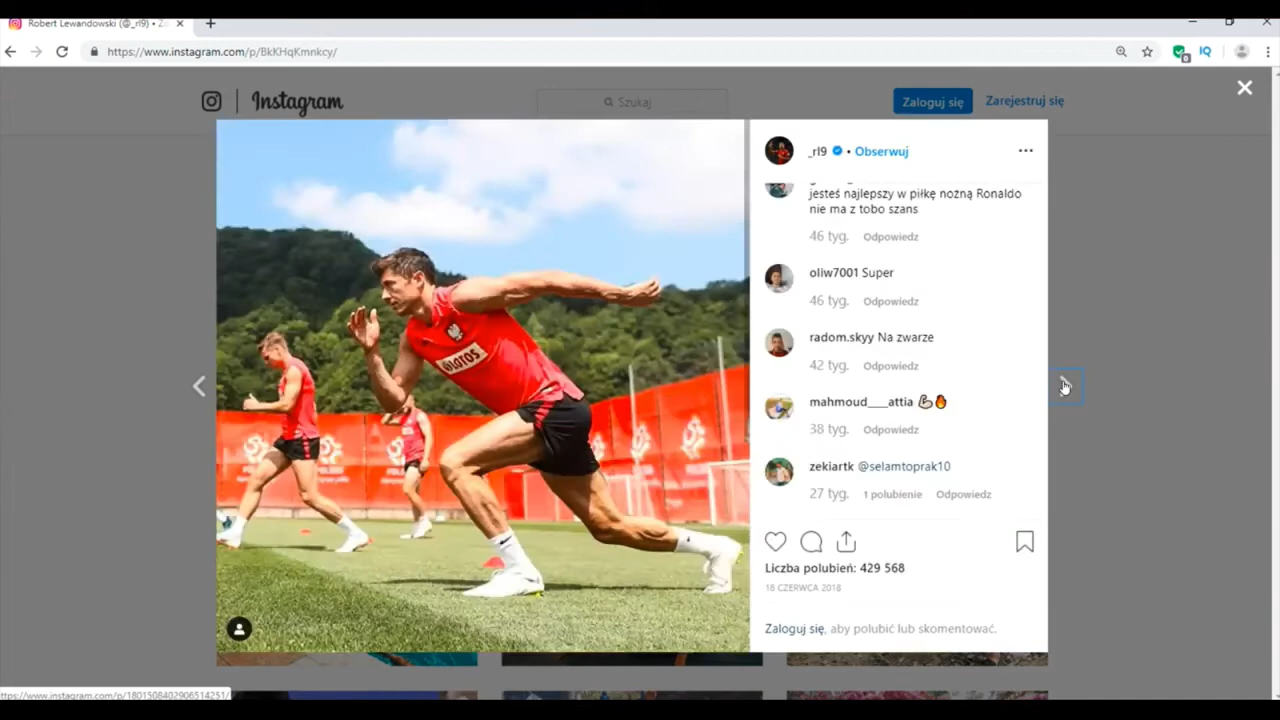 Robert Lewandowski (@_rl9) • Z
https://www.instagram.com/p/BkKHqKmnkcy/
0
IQ
Instagram
Szukaj
Zaloguj się
Zarejestruj się
_rl9 • Obserwuj
jesteś najlepszy w piłkę nożną Ronaldo
nie ma z tobo szans
46 tyg. Odpowiedz
oliw7001 Super
46 tyg. Odpowiedz
radom.skyy Na zwarze
42 tyg. Odpowiedz
mahmoud___attia 💪🔥
38 tyg. Odpowiedz
zekiartk @selamtoprak10
27 tyg. 1 polubienie Odpowiedz
Liczba polubień: 429 568
18 CZERWCA 2018
Zaloguj się, aby polubić lub skomentować.
LOTOS
https://www.instagram.com/p/1801508402906514251/